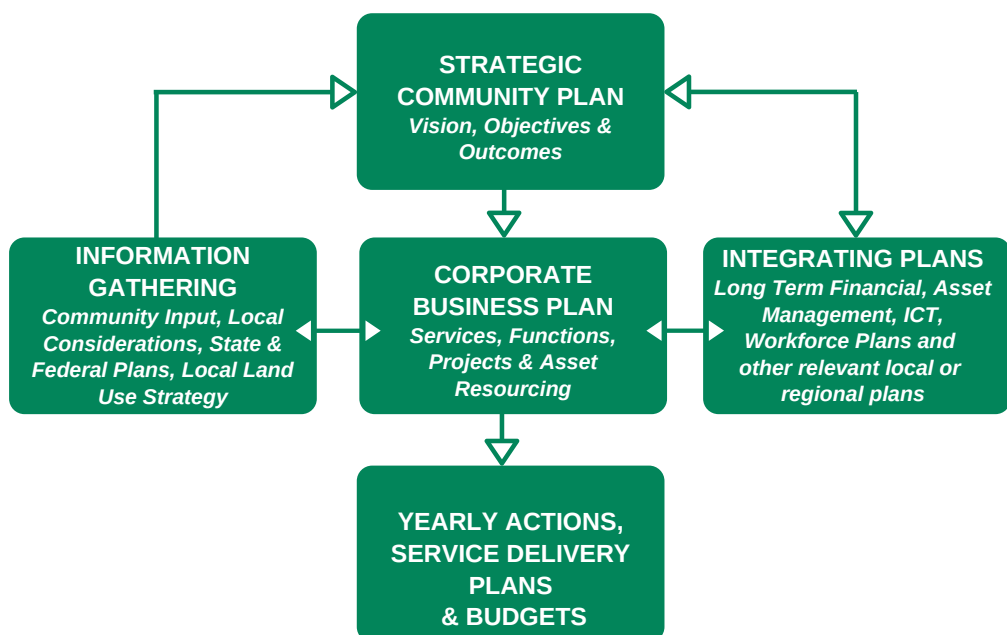 STRATEGIC
COMMUNITY PLAN
Vision, Objectives &
Outcomes
INFORMATION
GATHERING
Community Input, Local
Considerations, State &
Federal Plans, Local Land
Use Strategy
CORPORATE
BUSINESS PLAN
Services, Functions,
Projects & Asset
Resourcing
INTEGRATING PLANS
Long Term Financial, Asset
Management, ICT,
Workforce Plans and
other relevant local or
regional plans
YEARLY ACTIONS,
SERVICE DELIVERY
PLANS
& BUDGETS